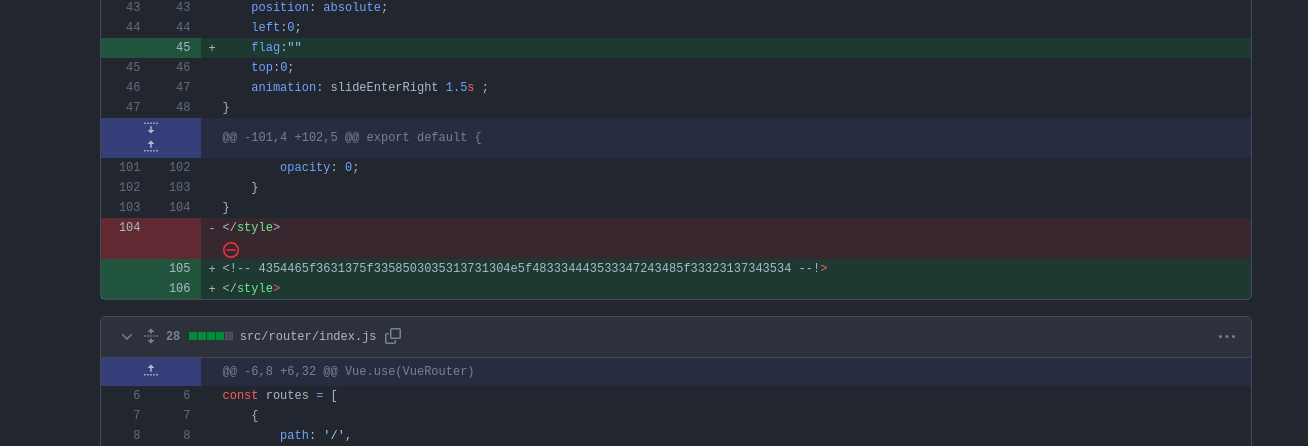 43 43 position: absolute;
44 44 left:0;
45 + flag:""
45 46 top:0;
46 47 animation: slideEnterRight 1.5s ;
47 48 }
@@ -101,4 +102,5 @@ export default {
101 102 opacity: 0;
102 103 }
103 104 }
104 - </style>
105 + <!-- 4354465f3631375f3358503035313731304e5f483334443533347243485f33323137343534 --!>
106 + </style>
28 src/router/index.js
@@ -6,8 +6,32 @@ Vue.use(VueRouter)
6 6 const routes = [
7 7 {
8 8 path: '/',